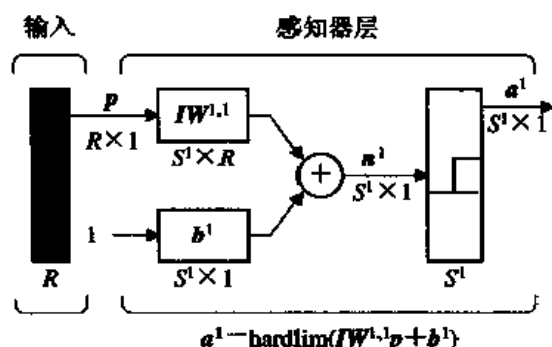 输入 感知器层
p R×1
IW¹·¹ S¹×R
n¹ S¹×1
a¹ S¹×1
1
b¹ S¹×1
R
S¹
a¹=hardlim(IW¹·¹p+b¹)